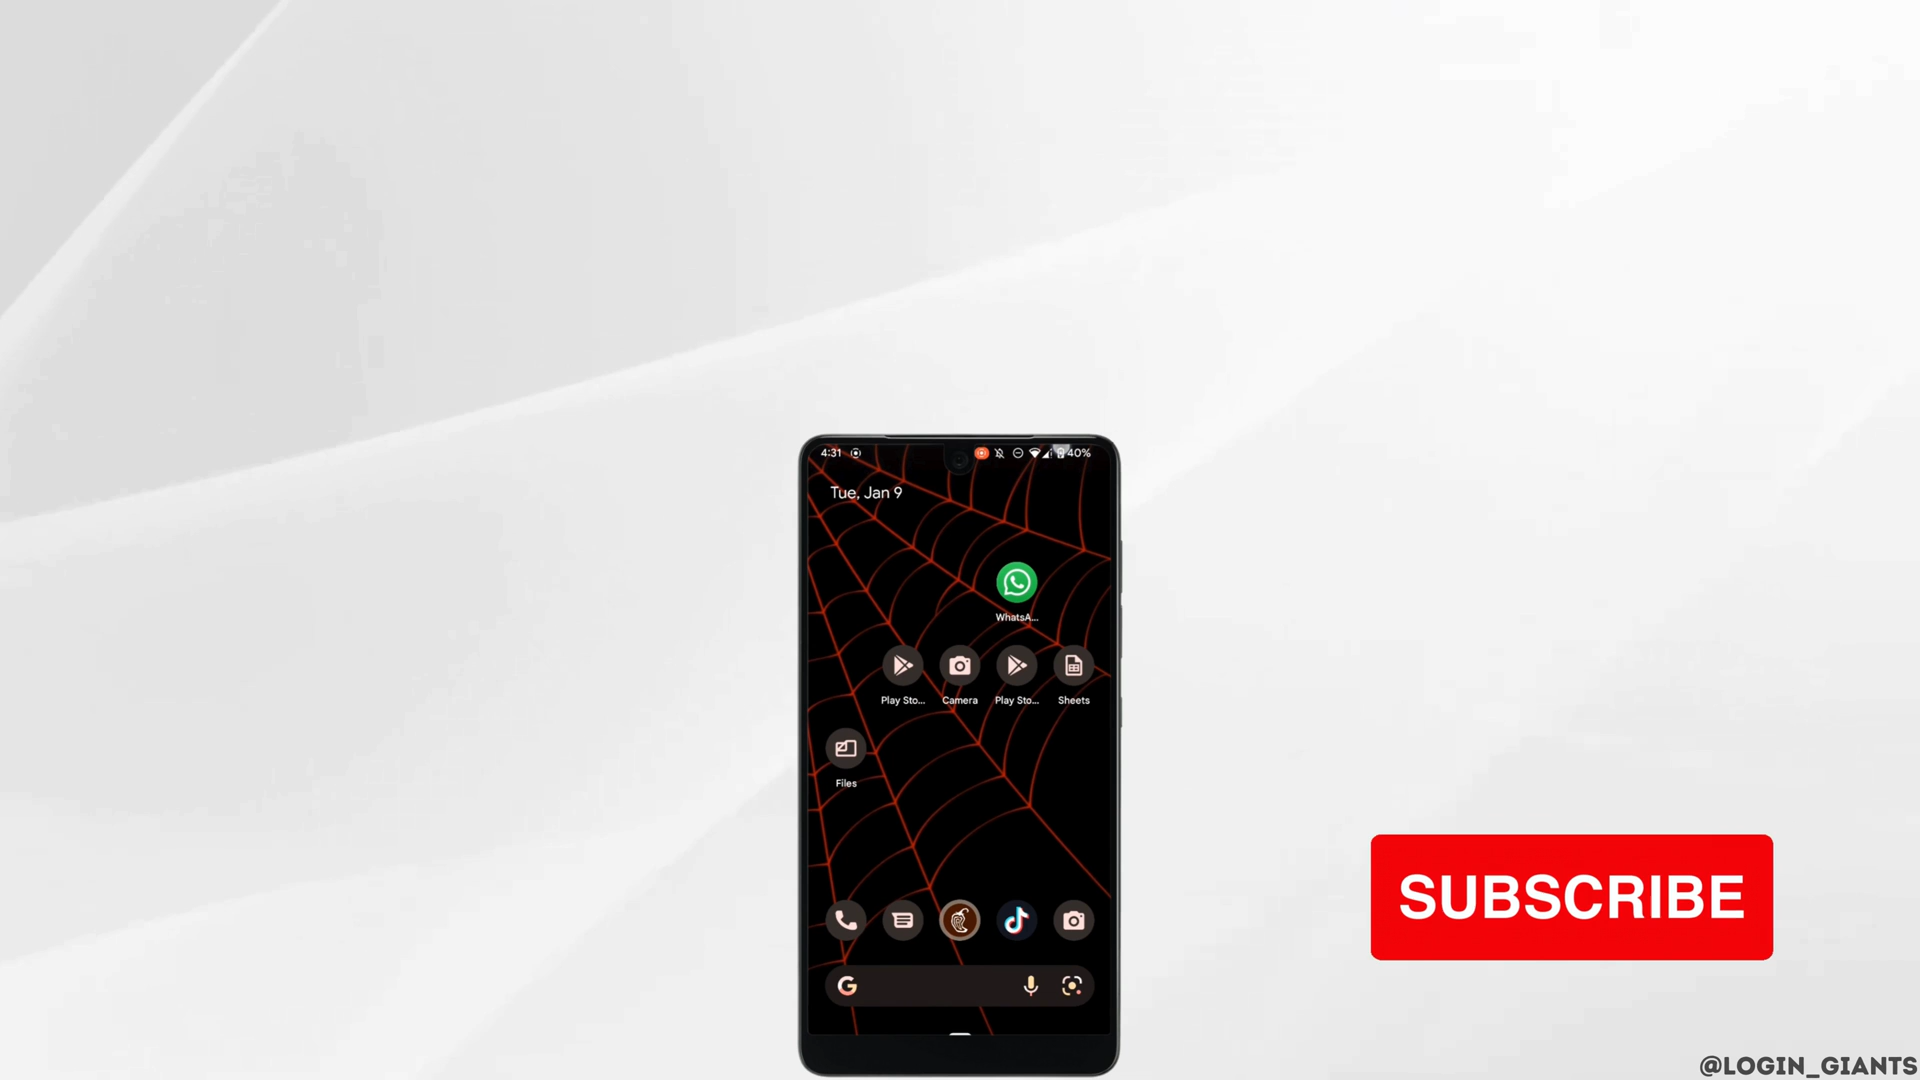 4:31
40%
Tue, Jan 9
WhatsA...
Play Sto...
Camera
Play Sto...
Sheets
Files
SUBSCRIBE
@LOGIN_GIANTS